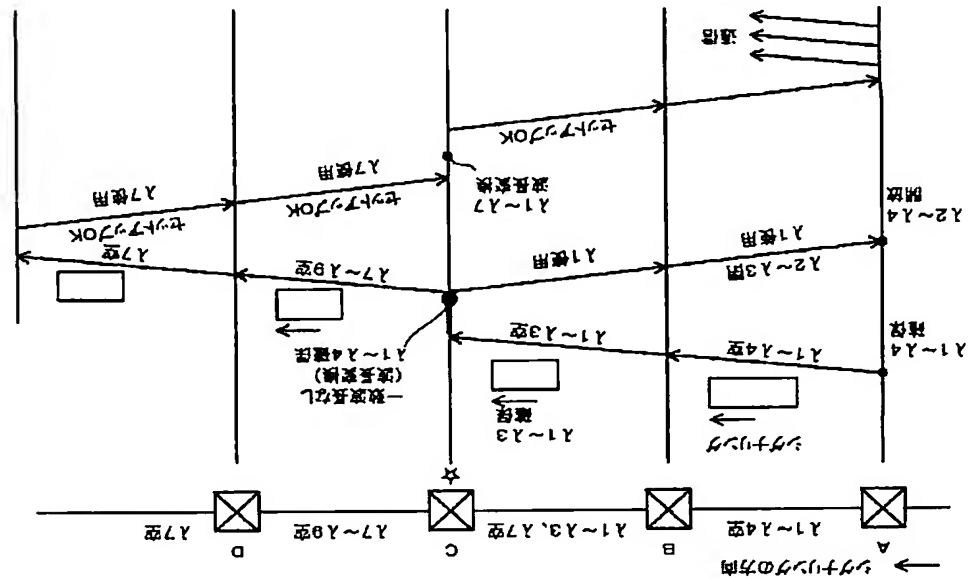 シグナリングの方向
A
B
C
D
λ1~λ4空
λ1~λ3、λ7空
λ7~λ9空
λ7空
☆
シグナリング
λ1~λ3
確保
一致波長なし
(波長変換)
λ1~λ4確保
λ1~λ4
確保
λ1~λ4空
λ1~λ3空
λ7~λ9空
λ7空
λ2~λ3
λ1使用
λ1使用
λ2~λ4
開放
セットアップOK
λ7使用
セットアップOK
λ7使用
λ1~λ7
波長変換
セットアップOK
通信